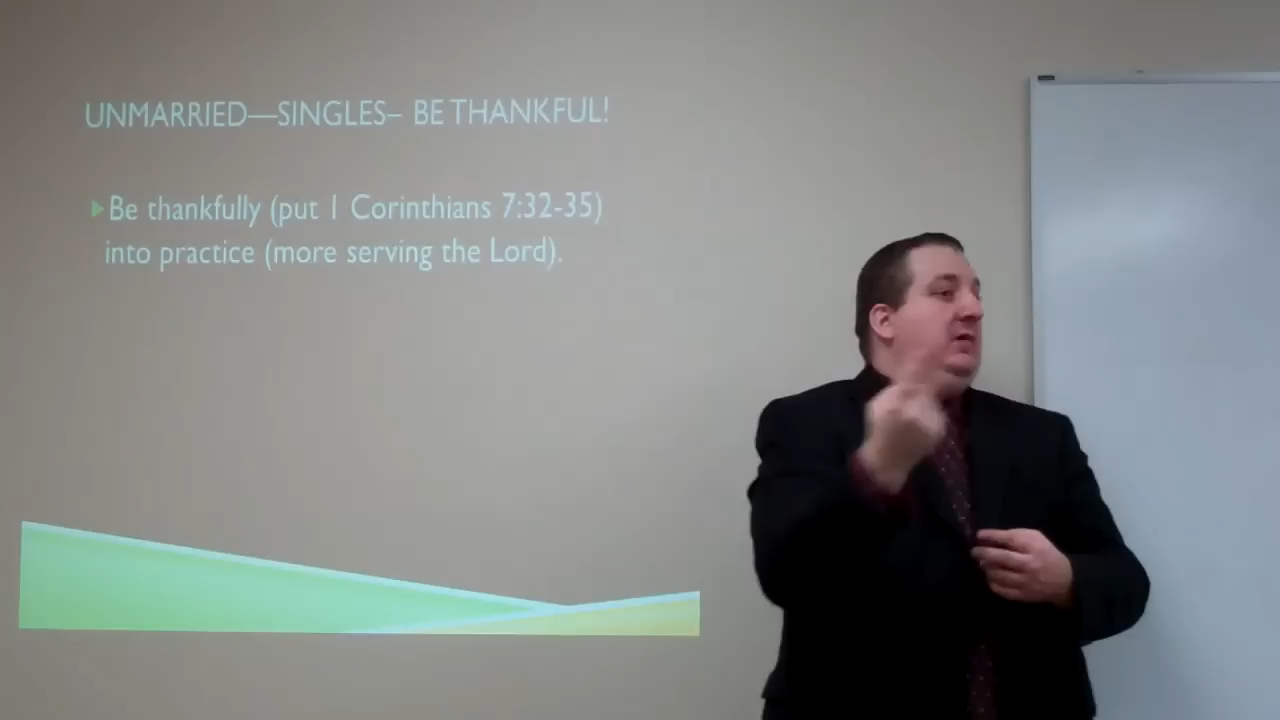 UNMARRIED—SINGLES– BE THANKFUL!
Be thankfully (put 1 Corinthians 7:32-35)
into practice (more serving the Lord).